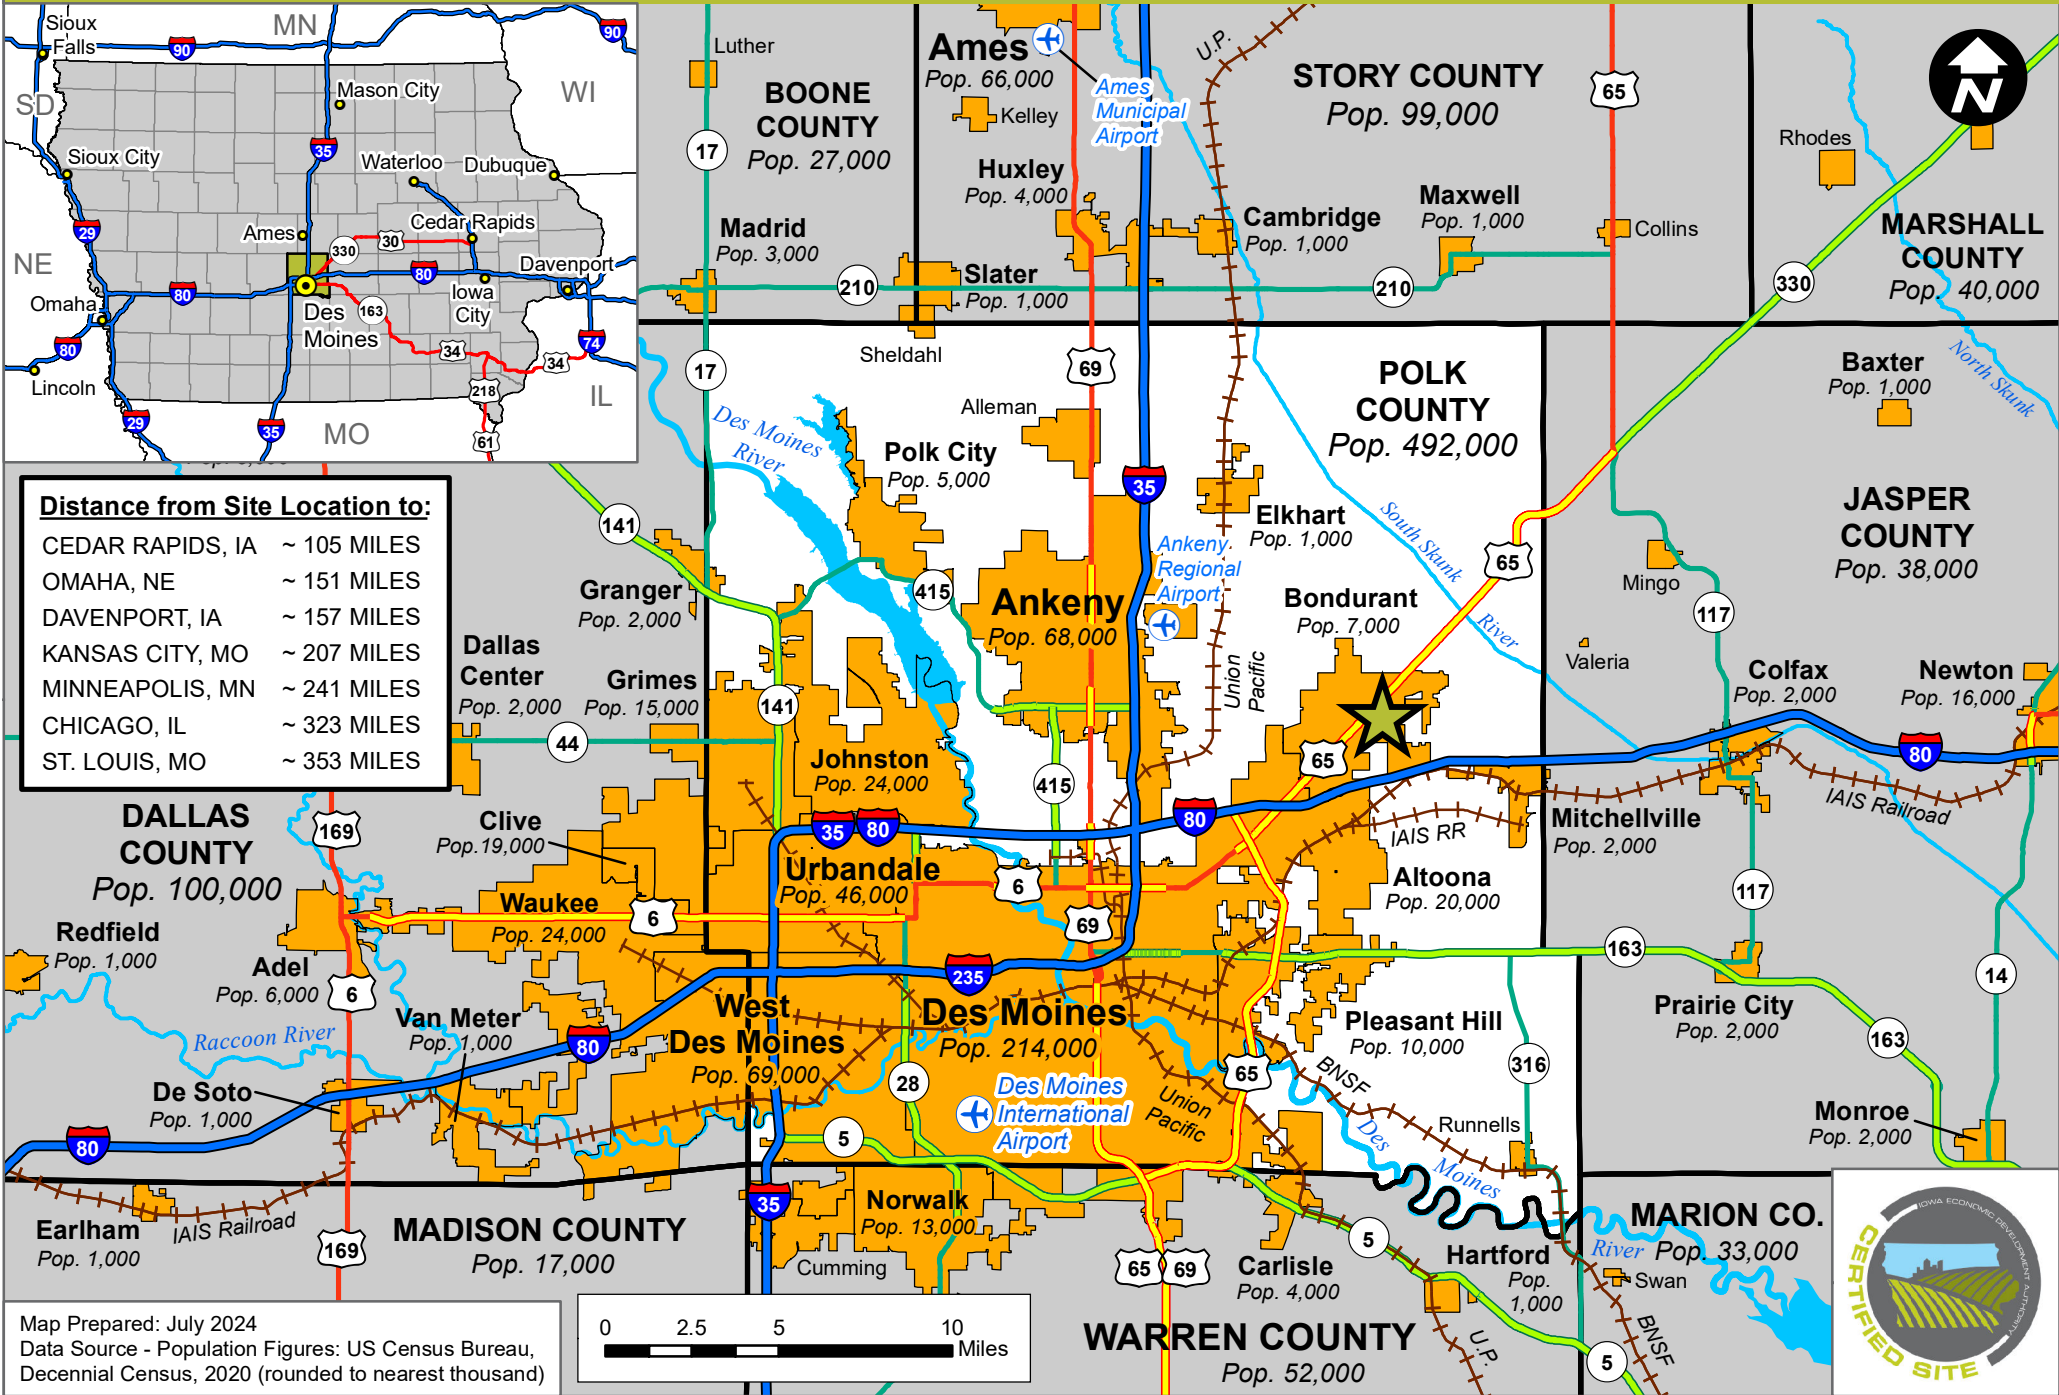 Sioux
Falls
MN
90
90
SD
WI
Mason City
35
Sioux City
Waterloo
Dubuque
29
Ames
Cedar Rapids
30
330
NE
80
Davenport
80
Omaha
Iowa
City
Des
Moines
163
80
34
34
74
Lincoln
218
IL
29
35
MO
61
Distance from Site Location to:
CEDAR RAPIDS, IA ~ 105 MILES
OMAHA, NE ~ 151 MILES
DAVENPORT, IA ~ 157 MILES
KANSAS CITY, MO ~ 207 MILES
MINNEAPOLIS, MN ~ 241 MILES
CHICAGO, IL ~ 323 MILES
ST. LOUIS, MO ~ 353 MILES
Luther
BOONE
COUNTY
Pop. 27,000
17
Ames
Pop. 66,000
Kelley
Ames
Municipal
Airport
U.P.
STORY COUNTY
Pop. 99,000
65
N
Rhodes
Huxley
Pop. 4,000
Madrid
Pop. 3,000
Cambridge
Pop. 1,000
Maxwell
Pop. 1,000
Collins
MARSHALL
COUNTY
Pop. 40,000
210
Slater
Pop. 1,000
210
330
Sheldahl
17
69
POLK
COUNTY
Pop. 492,000
North Skunk
Baxter
Pop. 1,000
Des Moines
River
Alleman
Polk City
Pop. 5,000
35
141
Elkhart
Pop. 1,000
South Skunk
River
65
JASPER
COUNTY
Pop. 38,000
Mingo
Granger
Pop. 2,000
415
Ankeny
Pop. 68,000
Ankeny
Regional
Airport
Bondurant
Pop. 7,000
117
Dallas
Center
Pop. 2,000
Grimes
Pop. 15,000
Union
Pacific
Valeria
Colfax
Pop. 2,000
Newton
Pop. 16,000
141
44
Johnston
Pop. 24,000
415
65
80
80
IAIS Railroad
DALLAS
COUNTY
Pop. 100,000
169
Clive
Pop.19,000
35
80
IAIS RR
Mitchellville
Pop. 2,000
Urbandale
Pop. 46,000
6
Altoona
Pop. 20,000
117
Waukee
Pop. 24,000
6
69
Redfield
Pop. 1,000
Adel
Pop. 6,000
6
235
163
14
West
Des Moines
Pop. 69,000
Des Moines
Pop. 214,000
Prairie City
Pop. 2,000
Pleasant Hill
Pop. 10,000
Raccoon River
Van Meter
Pop. 1,000
80
163
316
65
28
BNSF
De Soto
Pop. 1,000
Des Moines
International
Airport
Union
Pacific
Runnells
Monroe
Pop. 2,000
80
5
Des
Moines
River
Earlham
Pop. 1,000
IAIS Railroad
MADISON COUNTY
Pop. 17,000
169
35
Norwalk
Pop. 13,000
Cumming
65
69
Carlisle
Pop. 4,000
5
Hartford
Pop.
1,000
MARION CO.
Pop. 33,000
Swan
BNSF
U.P.
5
WARREN COUNTY
Pop. 52,000
Map Prepared: July 2024
Data Source - Population Figures: US Census Bureau,
Decennial Census, 2020 (rounded to nearest thousand)
0 2.5 5 10
Miles
IOWA ECONOMIC DEVELOPMENT AUTHORITY
CERTIFIED SITE